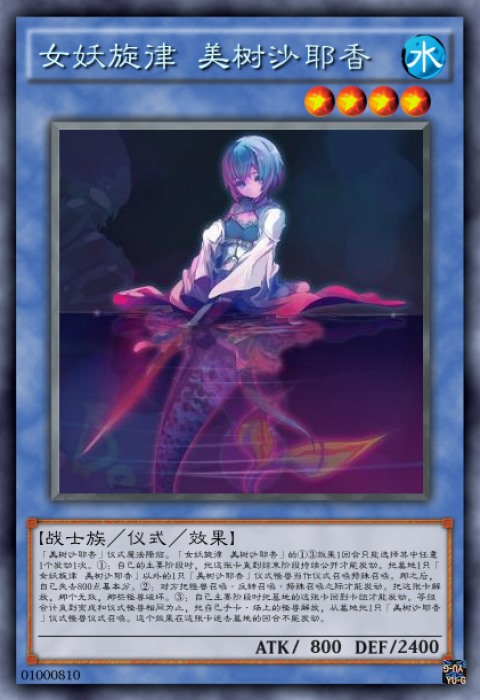 女妖旋律 美树沙耶香
水
【战士族／仪式／效果】
「美树沙耶香」仪式魔法降临。「女妖旋律 美树沙耶香」的①③效果1回合只能选择其中任意
1个发动1次。①：自己的主要阶段时，把这张卡直到结束阶段持续公开才能发动。把墓地1只「
女妖旋律 美树沙耶香」以外的1只「美树沙耶香」仪式怪兽当作仪式召唤特殊召唤。那之后，
自己失去800点基本分。②：对方把怪兽召唤·反转召唤·特殊召唤之际才能发动。把这张卡解
放，那个无效，那些怪兽破坏。③：自己主要阶段时把墓地的这张卡回到卡组才能发动。等级
合计直到变成和仪式怪兽相同为止，把自己手卡·场上的怪兽解放，从墓地把1只「美树沙耶香」
仪式怪兽仪式召唤。这个效果在这张卡送去墓地的回合不能发动。
ATK/ 800 DEF/2400
01000810